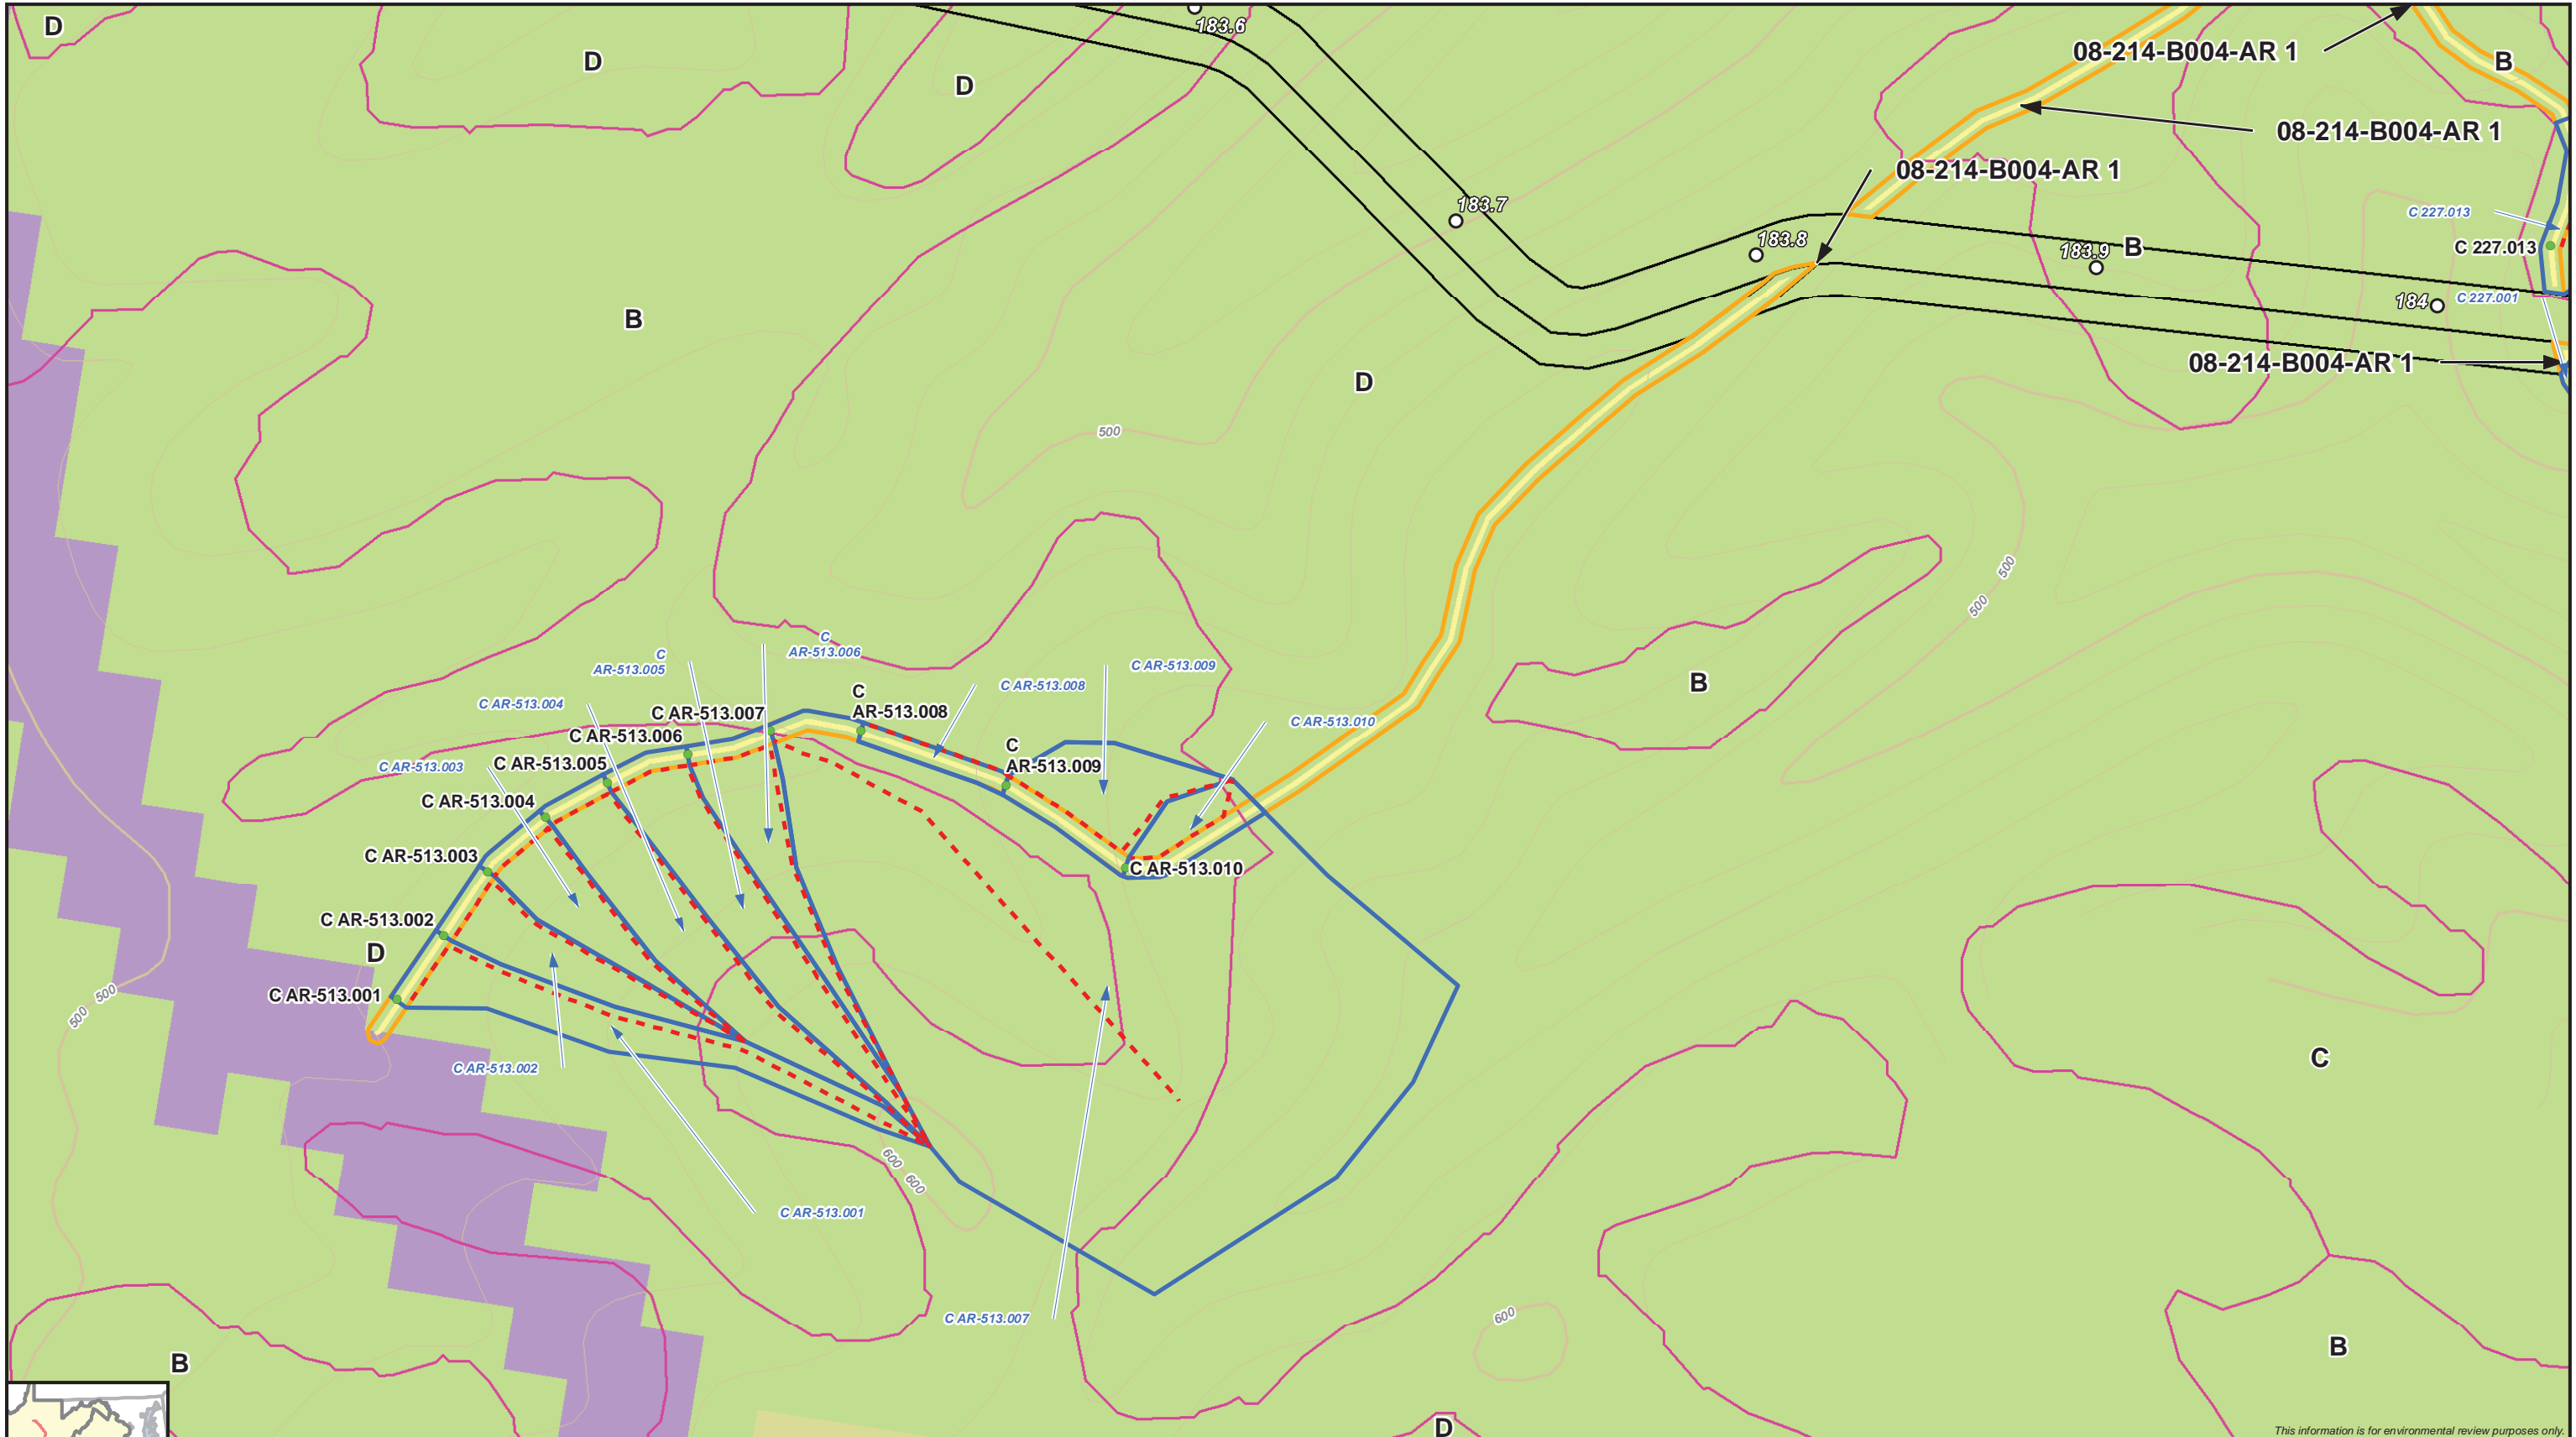 D
183.6
08-214-B004-AR 1
D
B
D
08-214-B004-AR 1
08-214-B004-AR 1
183.7
C 227.013
183.8
183.9
B
C 227.013
184
C 227.001
B
08-214-B004-AR 1
D
500
500
500
C
AR-513.006
C
AR-513.005
C AR-513.009
C AR-513.008
B
C
AR-513.008
C AR-513.004
C AR-513.007
C AR-513.010
C AR-513.006
C
AR-513.009
C AR-513.003
C AR-513.005
C AR-513.004
C AR-513.003
C AR-513.010
C AR-513.002
D
C AR-513.001
500
500
C AR-513.002
C
600
600
C AR-513.001
C AR-513.007
600
B
B
D
This information is for environmental review purposes only.